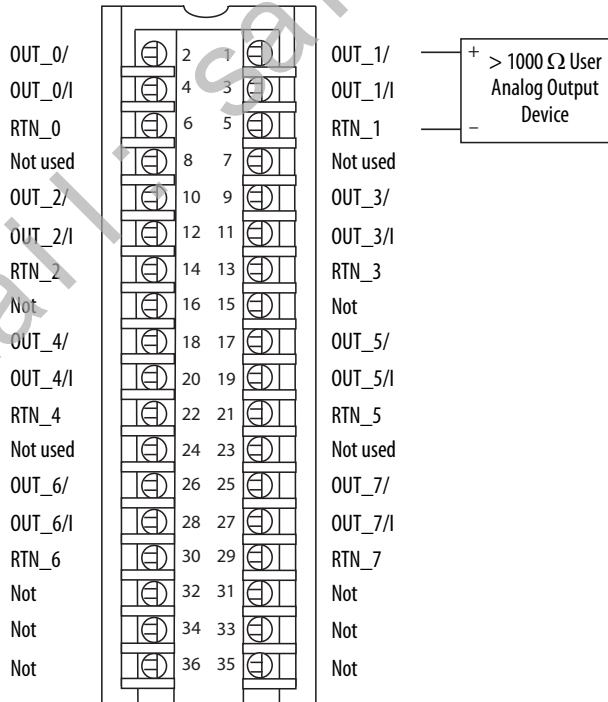 OUT_0/ 2 1 OUT_1/ + > 1000 Ω User
OUT_0/I 4 3 OUT_1/I Analog Output
RTN_0 6 5 RTN_1 – Device
Not used 8 7 Not used
OUT_2/ 10 9 OUT_3/
OUT_2/I 12 11 OUT_3/I
RTN_2 14 13 RTN_3
Not 16 15 Not
OUT_4/ 18 17 OUT_5/
OUT_4/I 20 19 OUT_5/I
RTN_4 22 21 RTN_5
Not used 24 23 Not used
OUT_6/ 26 25 OUT_7/
OUT_6/I 28 27 OUT_7/I
RTN_6 30 29 RTN_7
Not 32 31 Not
Not 34 33 Not
Not 36 35 Not